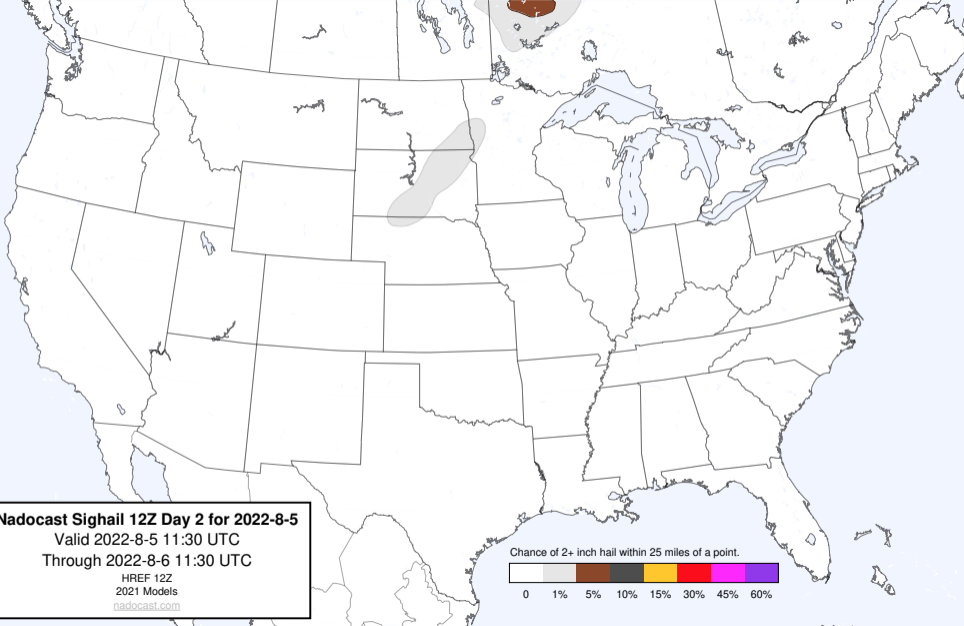 Nadocast Sighail 12Z Day 2 for 2022-8-5
Valid 2022-8-5 11:30 UTC
Through 2022-8-6 11:30 UTC
HREF 12Z
2021 Models
nadocast.com
Chance of 2+ inch hail within 25 miles of a point.
0 1% 5% 10% 15% 30% 45% 60%